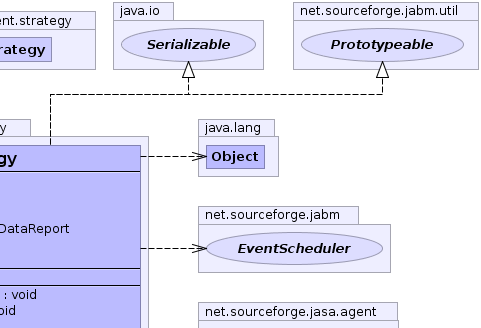 ent.strategy
rategy
java.io
Serializable
net.sourceforge.jabm.util
Prototypeable
y
gy
DataReport
: void
oid
java.lang
Object
net.sourceforge.jabm
EventScheduler
net.sourceforge.jasa.agent